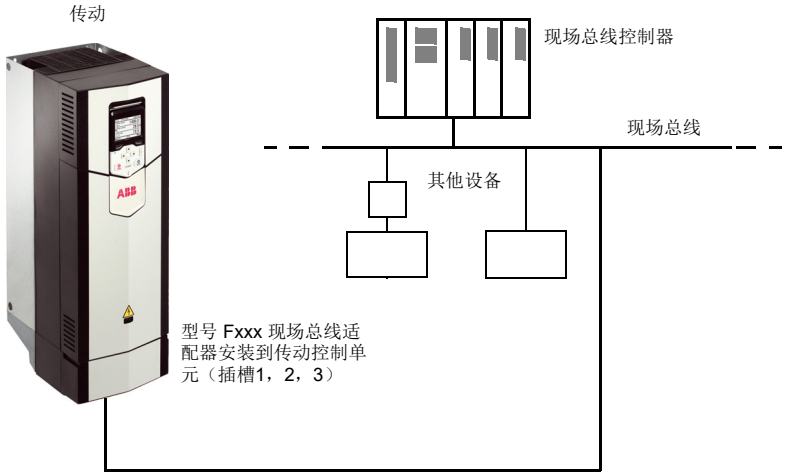 传动
现场总线控制器
现场总线
其他设备
ABB
型号 Fxxx 现场总线适
配器安装到传动控制单
元（插槽1，2，3）